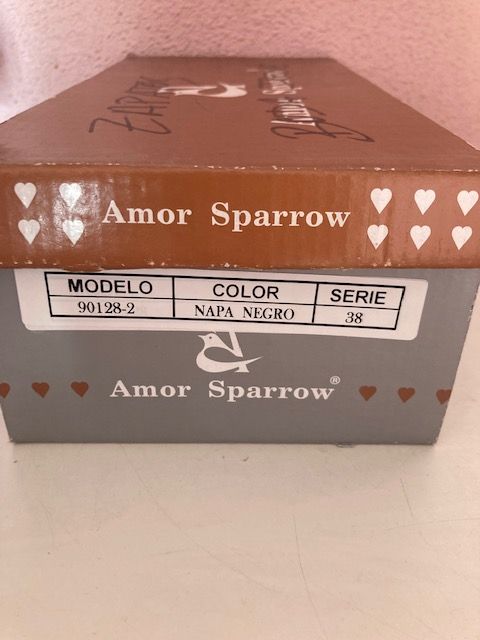 Amor Sparrow
MODELO COLOR SERIE
90128-2 NAPA NEGRO 38
Amor Sparrow®